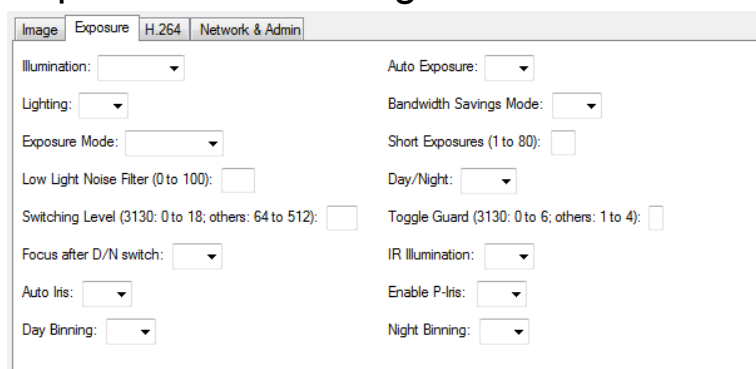 Image Exposure H.264 Network & Admin
Illumination: Auto Exposure:
Lighting: Bandwidth Savings Mode:
Exposure Mode: Short Exposures (1 to 80):
Low Light Noise Filter (0 to 100): Day/Night:
Switching Level (3130: 0 to 18; others: 64 to 512): Toggle Guard (3130: 0 to 6; others: 1 to 4):
Focus after D/N switch: IR Illumination:
Auto Iris: Enable P-Iris:
Day Binning: Night Binning: